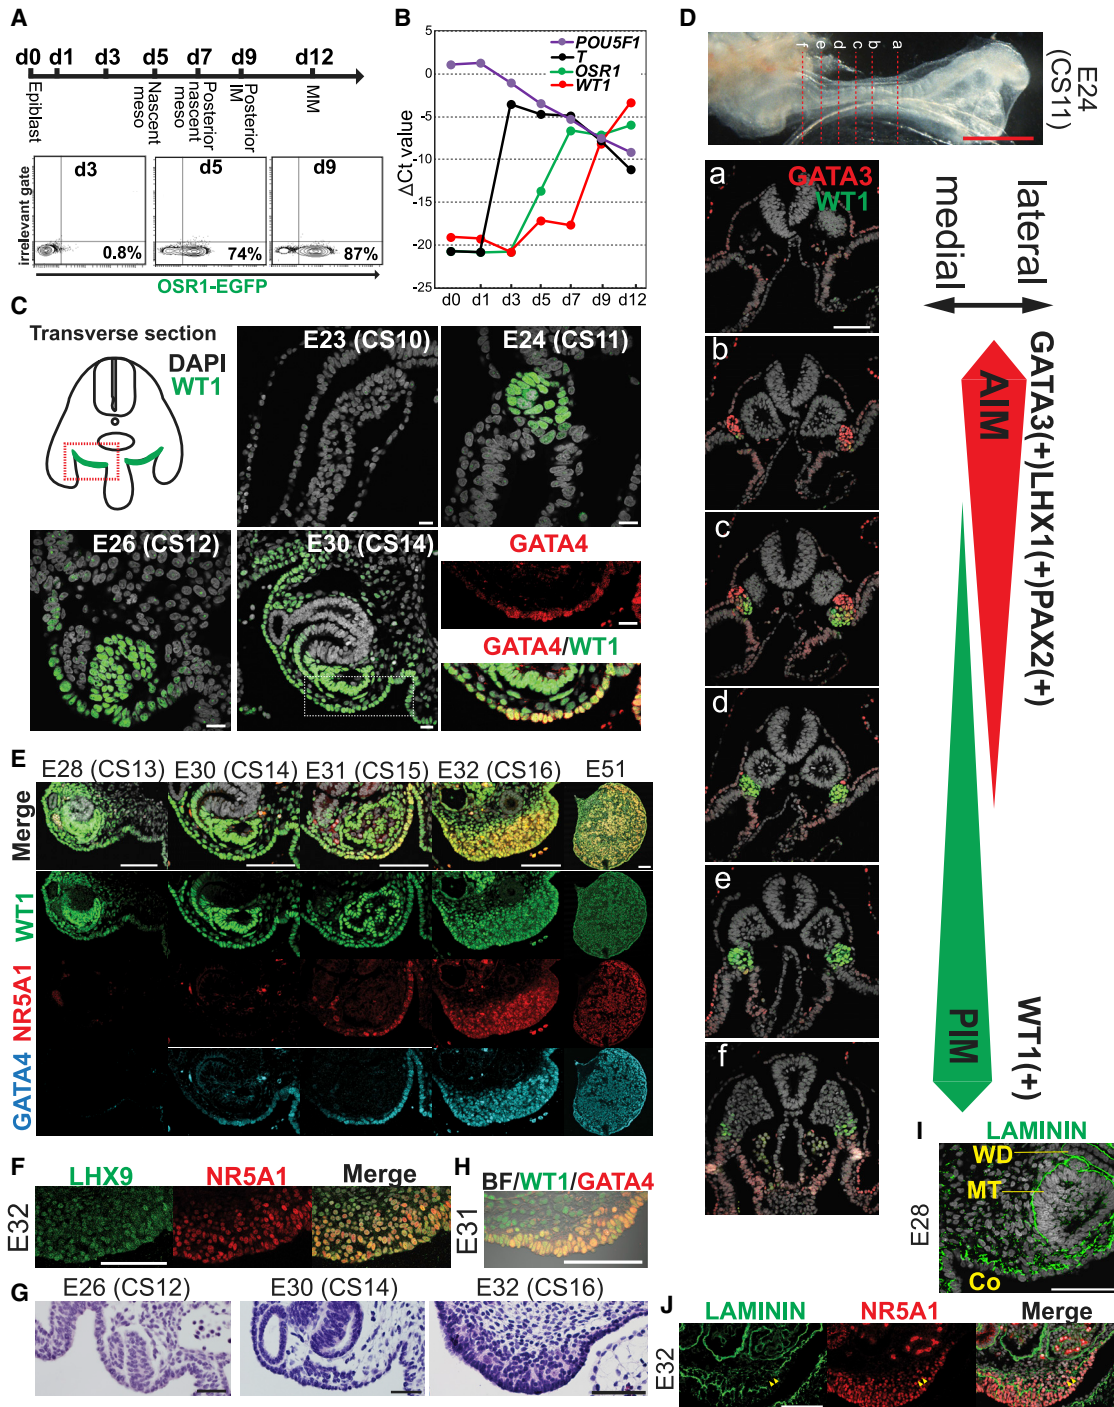 A
d0 d1 d3 d5 d7 d9 d12
Epiblast
Nascent meso
Posterior nascent meso
Posterior IM
MM
irrelevant gate
d3
0.8%
d5
74%
d9
87%
OSR1-EGFP
B
ΔCt value
5
0
-5
-10
-15
-20
-25
POU5F1
T
OSR1
WT1
d0 d1 d3 d5 d7 d9 d12
C
Transverse section
DAPI
WT1
E23 (CS10)
E24 (CS11)
E26 (CS12)
E30 (CS14)
GATA4
GATA4/WT1
D
f e d c b a
E24
(CS11)
a
GATA3
WT1
b
c
d
e
f
medial
lateral
AIM
GATA3(+)LHX1(+)PAX2(+)
PIM
WT1(+)
E
E28 (CS13) E30 (CS14) E31 (CS15) E32 (CS16) E51
Merge
WT1
NR5A1
GATA4
F
LHX9 NR5A1 Merge
E32
G
E26 (CS12) E30 (CS14) E32 (CS16)
H
BF/WT1/GATA4
E31
I
LAMININ
WD
MT
Co
E28
J
LAMININ NR5A1 Merge
E32